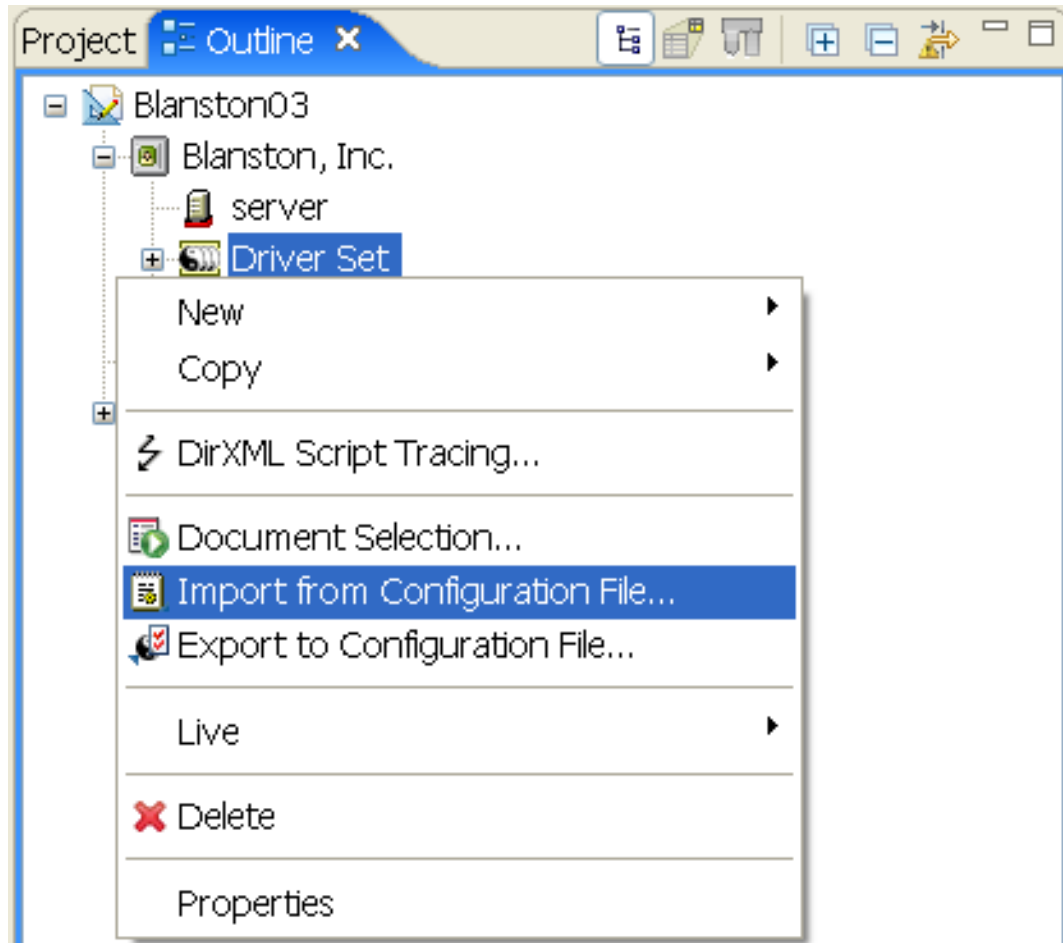 Project Outline
Blanston03
Blanston, Inc.
server
Driver Set
New
Copy
DirXML Script Tracing...
Document Selection...
Import from Configuration File...
Export to Configuration File...
Live
Delete
Properties